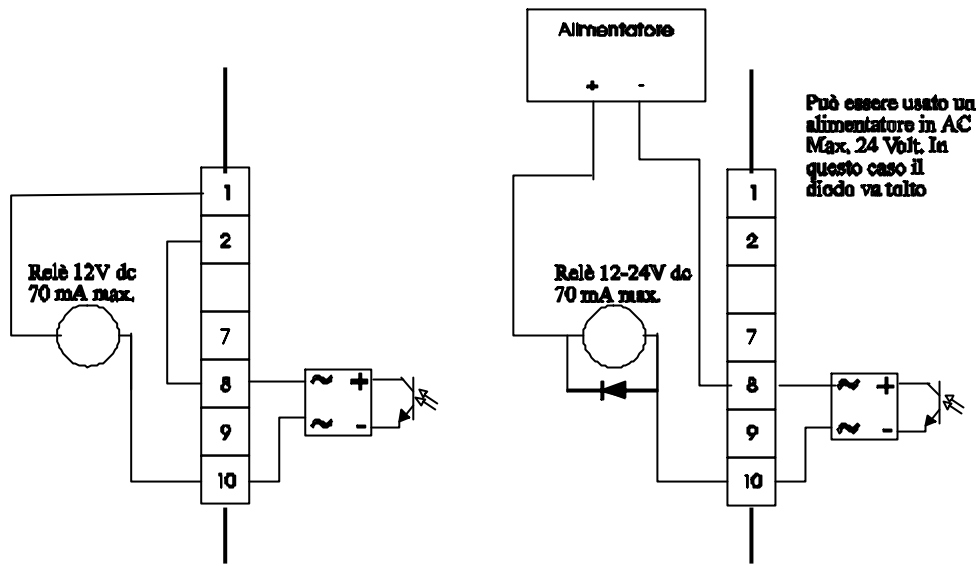 Alimentatore
+ -
Può essere usato un
alimentatore in AC
Max. 24 Volt. In
questo caso il
diodo va tolto
1
2
Relè 12V dc
70 mA max.
7
8
9
10
~ +
~ -
1
2
Relè 12-24V dc
70 mA max.
7
8
9
10
~ +
~ -